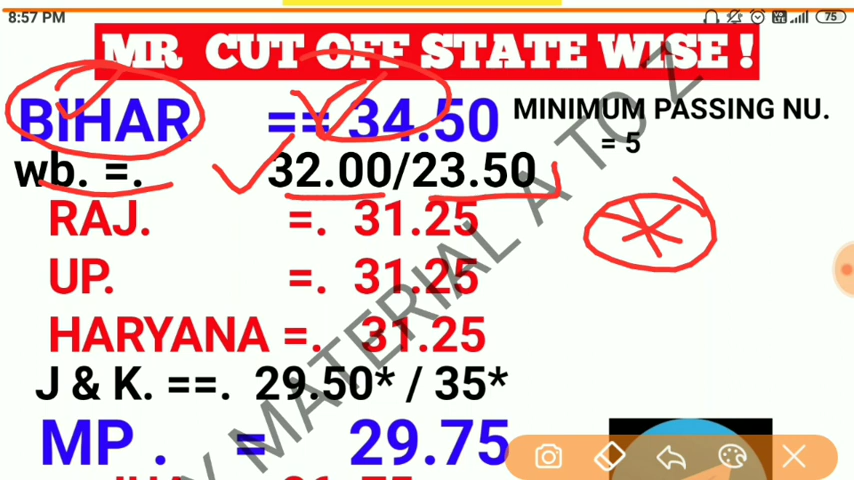 8:57 PM
75
MR CUT OFF STATE WISE !
BIHAR == 34.50
MINIMUM PASSING NU.
= 5
wb. =. 32.00/23.50
RAJ. =. 31.25
UP. =. 31.25
HARYANA =. 31.25
J & K. ==. 29.50* / 35*
MP . = 29.75
Y MATERIAL A TO Z